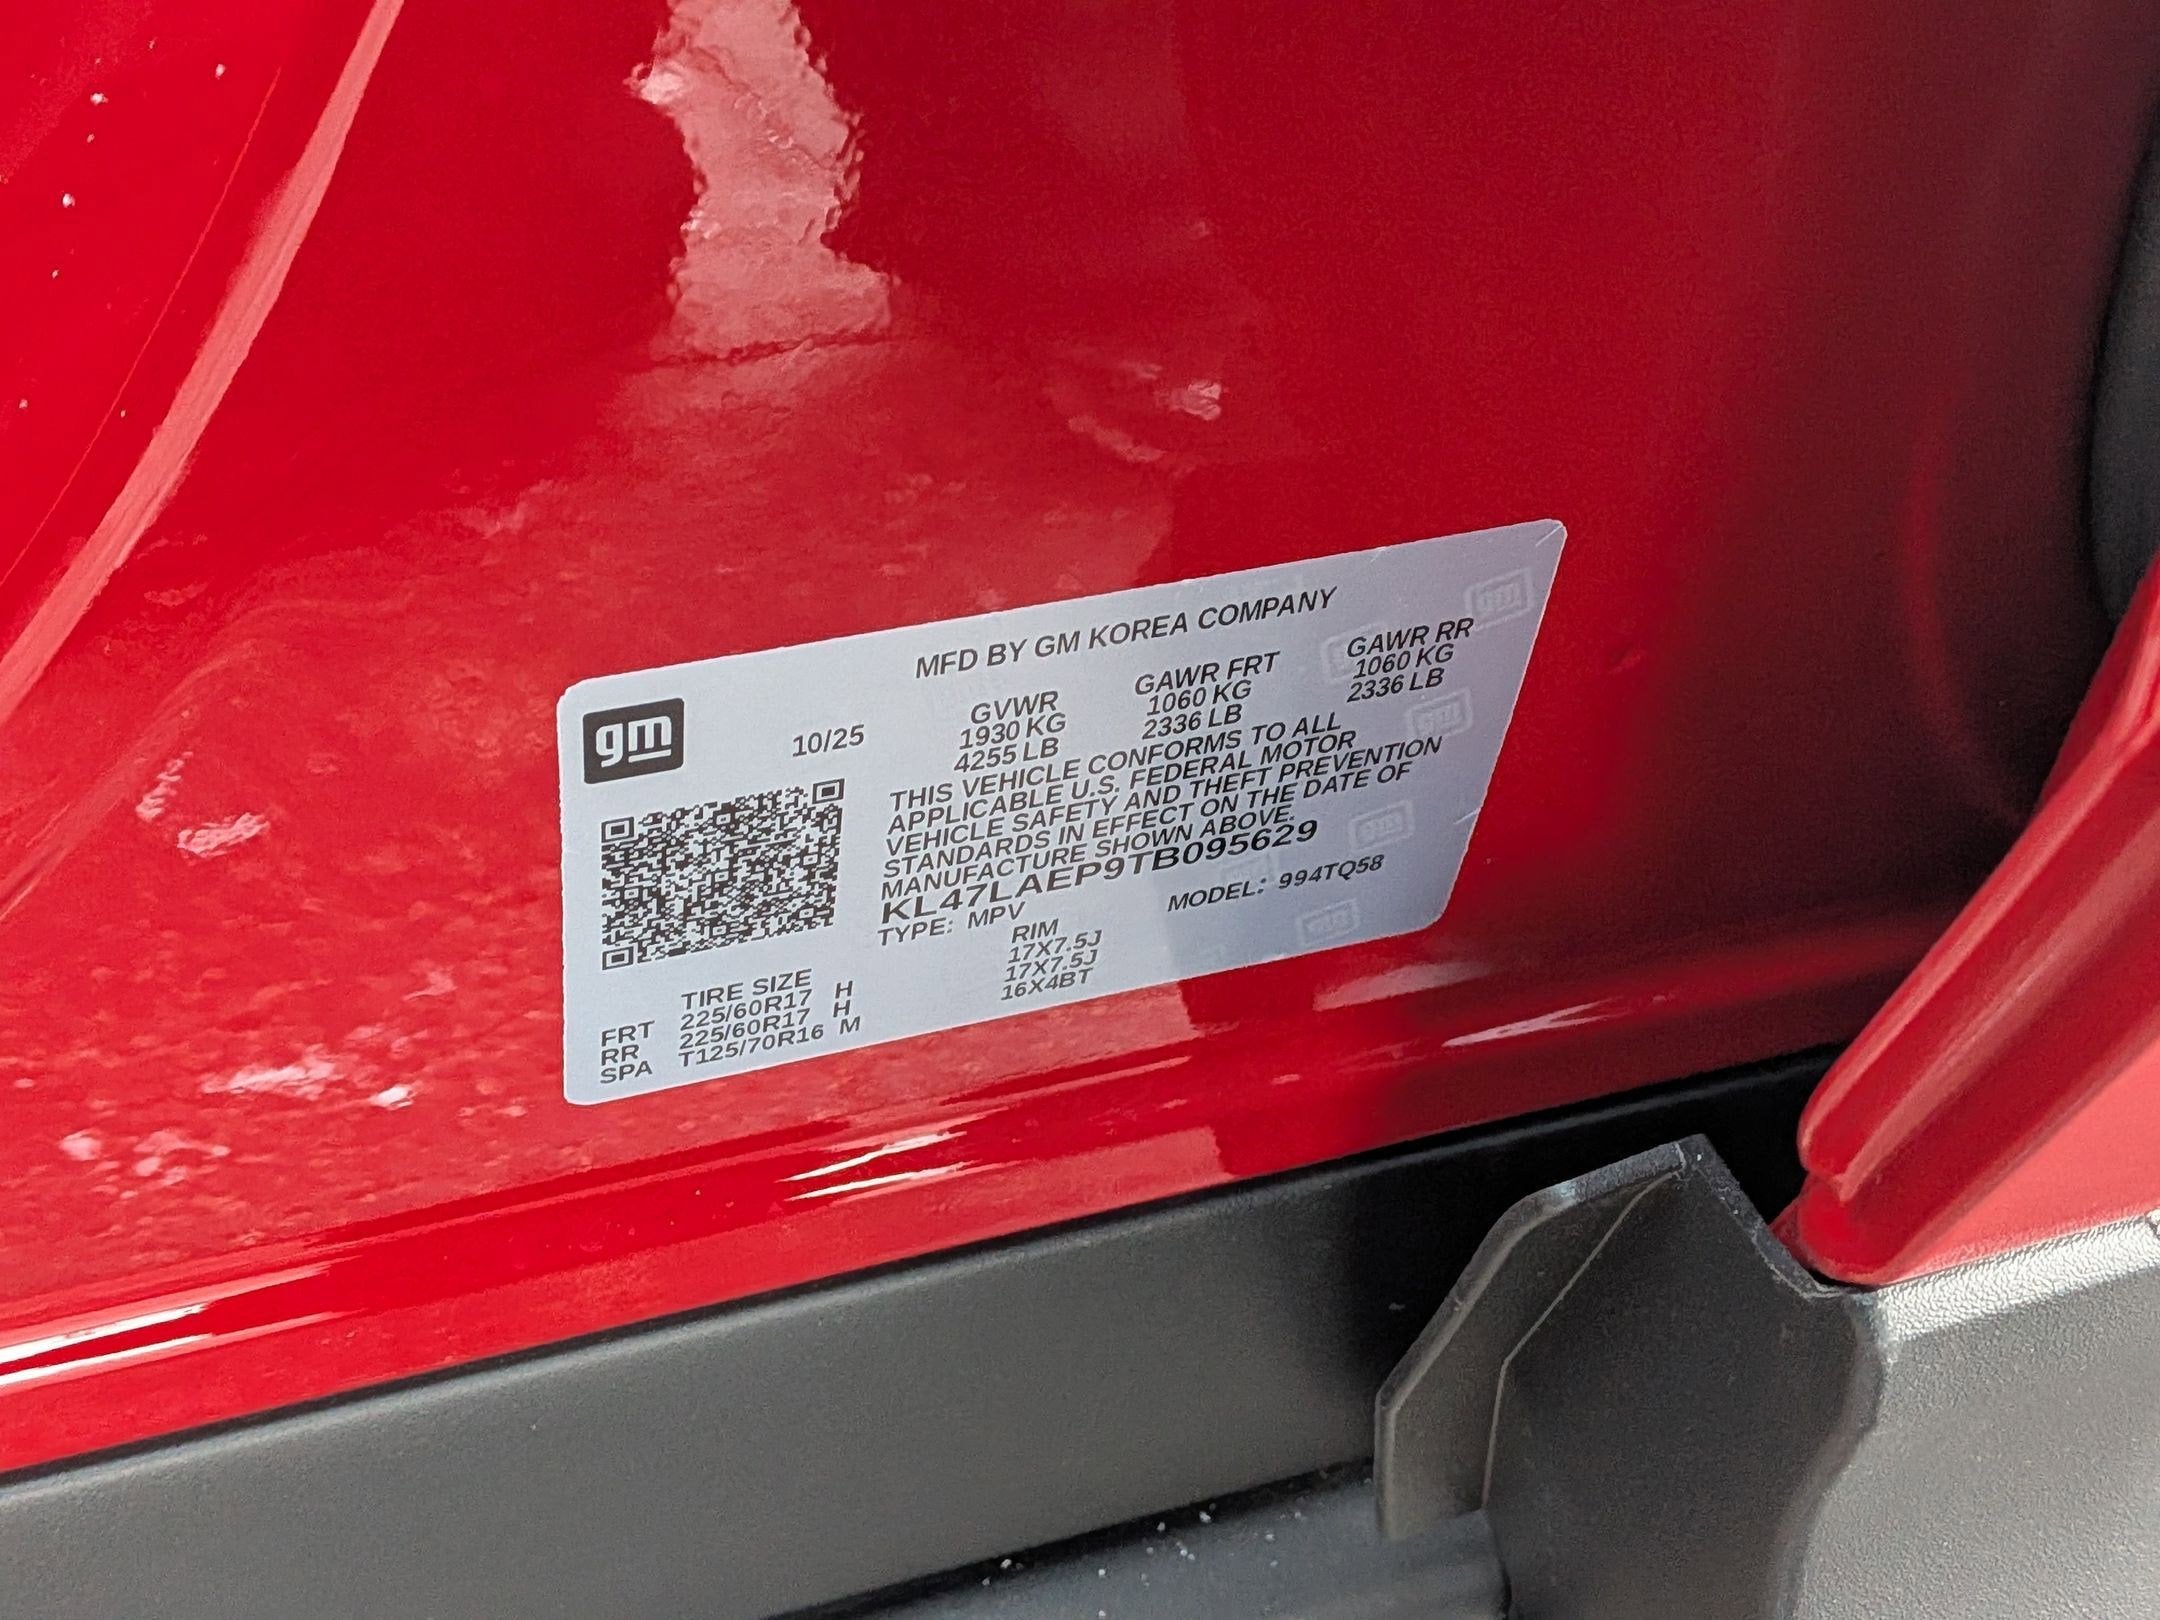 MFD BY GM KOREA COMPANY
gm
10/25
GVWR GAWR FRT GAWR RR
1930 KG 1060 KG 1060 KG
4255 LB 2336 LB 2336 LB
THIS VEHICLE CONFORMS TO ALL
APPLICABLE U.S. FEDERAL MOTOR
VEHICLE SAFETY AND THEFT PREVENTION
STANDARDS IN EFFECT ON THE DATE OF
MANUFACTURE SHOWN ABOVE.
KL47LAEP9TB095629
TYPE: MPV MODEL: 994TQ58
TIRE SIZE RIM
FRT 225/60R17 H 17X7.5J
RR 225/60R17 H 17X7.5J
SPA T125/70R16 M 16X4BT